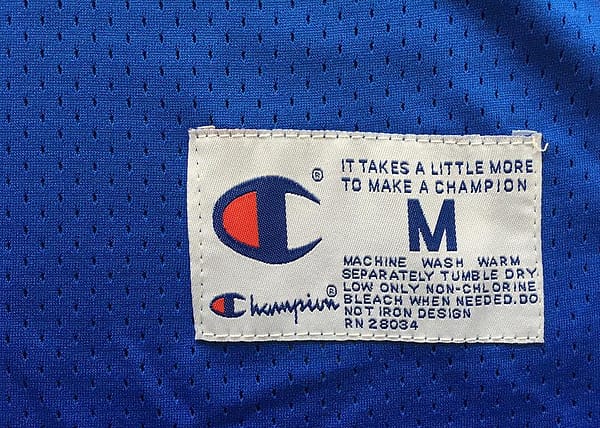 ® IT TAKES A LITTLE MORE
TO MAKE A CHAMPION
M
MACHINE WASH WARM
SEPARATELY TUMBLE DRY.
LOW ONLY NON-CHLORINE
BLEACH WHEN NEEDED. DO
NOT IRON DESIGN
RN 28034
Champion®